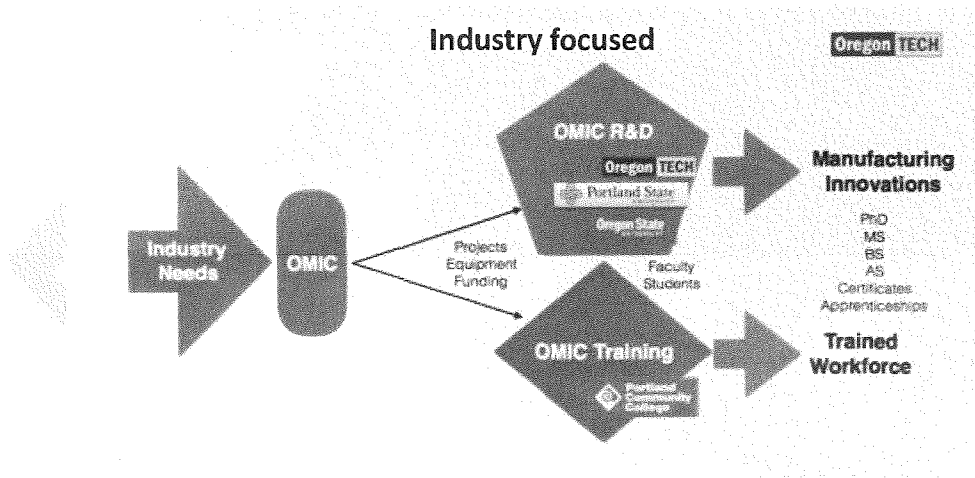 Industry focused
Oregon TECH
OMIC R&D
Oregon TECH
Portland State
Oregon State
Manufacturing
Innovations
PhD
MS
BS
AS
Certificates
Apprenticeships
Industry
Needs
OMIC
Projects
Equipment
Funding
Faculty
Students
OMIC Training
Portland
Community
College
Trained
Workforce